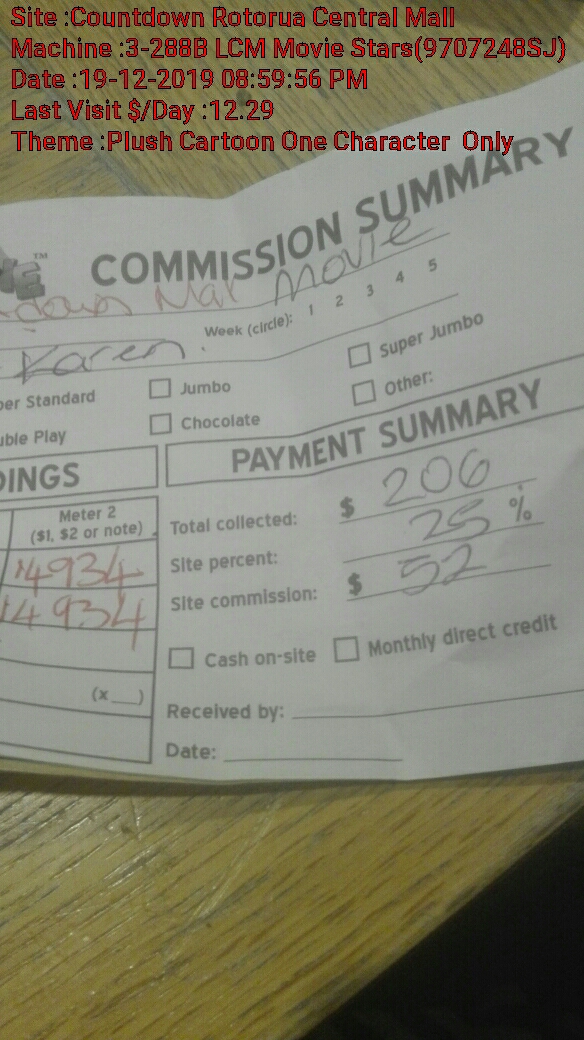 Site :Countdown Rotorua Central Mall
Machine :3-288B LCM Movie Stars(9707248SJ)
Date :19-12-2019 08:59:56 PM
Last Visit $/Day :12.29
Theme :Plush Cartoon One Character  Only
TM
COMMISSION SUMMARY
Movie
Week (circle): 1 2 3 4 5
Karen
er Standard
Jumbo
Super Jumbo
uble Play
Chocolate
Other:
DINGS
PAYMENT SUMMARY
Meter 2
($1, $2 or note)
Total collected: $ 206
14934
Site percent: 25 %
14934
Site commission: $ 52
Cash on-site
Monthly direct credit
(x__)
Received by:
Date: